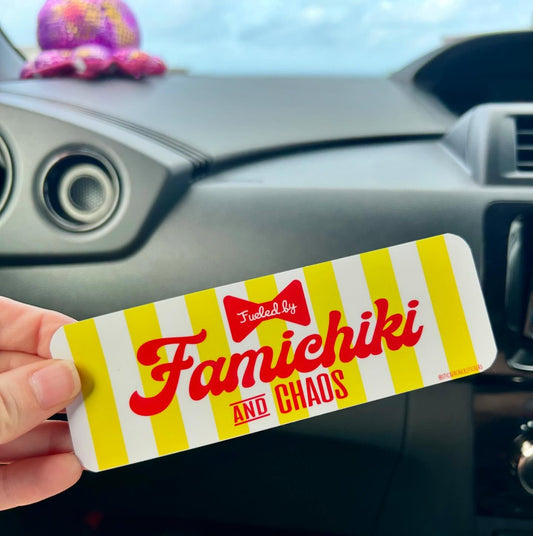 Fueled by
Famichiki
AND CHAOS